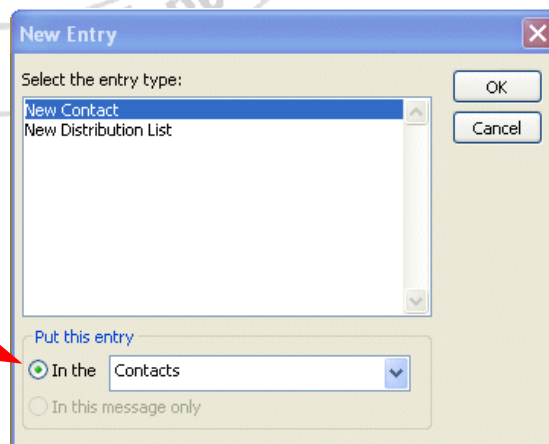 New Entry
Select the entry type:
OK
New Contact
New Distribution List
Cancel
Put this entry
In the Contacts
In this message only